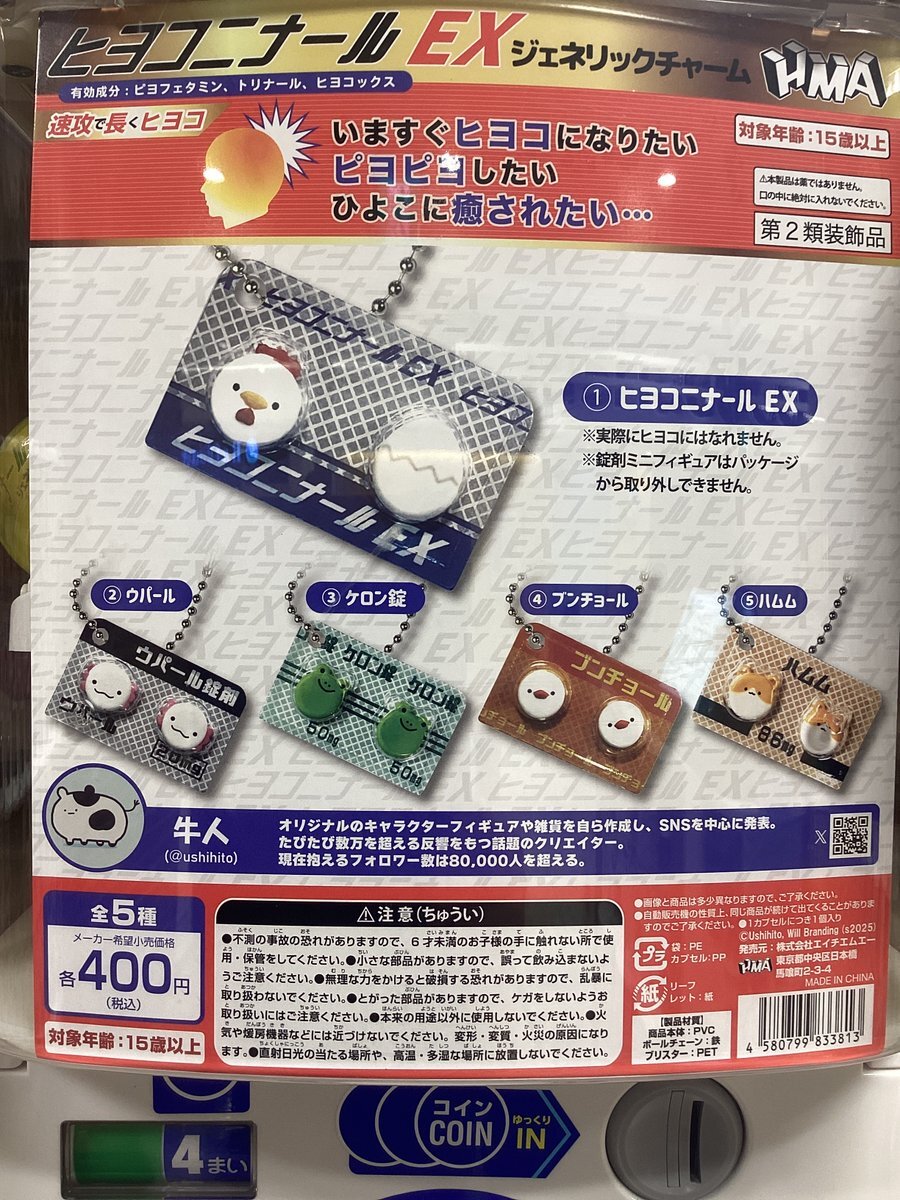 ヒヨコニナール EX ジェネリックチャーム
HMA
有効成分：ピヨフェタミン、トリナール、ヒヨコックス
速攻で長くヒヨコ
いますぐヒヨコになりたい
ピヨピヨしたい
ひよこに癒されたい…
対象年齢：15歳以上
⚠本製品は薬ではありません。
口の中に絶対に入れないでください。
第2類装飾品
ヒヨコニナール EX ヒヨコ
ヒヨコニナール EX
① ヒヨコニナール EX
※実際にヒヨコにはなれません。
※錠剤ミニフィギュアはパッケージ
から取り外しできません。
② ウパール
③ ケロン錠
④ ブンチョール
⑤ハムム
ウパール錠剤
ウパール
20mg
ケロン錠 ケロン錠
50mg
50mg
ブンチョール
ハムム
86mg
牛人
(@ushihito)
オリジナルのキャラクターフィギュアや雑貨を自ら作成し、SNSを中心に発表。
たびたび数万を超える反響をもつ話題のクリエイター。
現在抱えるフォロワー数は80,000人を超える。
X
全5種
メーカー希望小売価格
各400円
(税込)
対象年齢：15歳以上
⚠注意(ちゅうい)
●不測の事故の恐れがありますので、6才未満のお子様の手に触れない所で使
用・保管をしてください。●小さな部品がありますので、誤って飲み込まないよ
うご注意ください。●無理な力をかけると破損する恐れがありますので、乱暴に
取り扱わないでください。●とがった部品がありますので、ケガをしないようお
取り扱いにはご注意ください。●本来の用途以外に使用しないでください。●火
気や暖房機器などには近づけないでください。変形・変質・火災の原因になり
ます。●直射日光の当たる場所や、高温・多湿な場所に放置しないでください。
●画像と商品は多少異なりますので、ご了承ください。
●自動販売機の性質上、同じ商品が続けて出てくることがありま
すのでご了承ください。●1カプセルにつき1個入り
©Ushihito, Will Branding (s2025)
プラ
袋：PE
カプセル：PP
発売元：株式会社エイチエムエー
HMA
東京都中央区日本橋
馬喰町2-3-4
MADE IN CHINA
紙
リーフ
レット：紙
【製品材質】
商品本体：PVC
ボールチェーン：鉄
ブリスター：PET
4 580799 833813
4まい
コイン
COIN
ゆっくり
IN